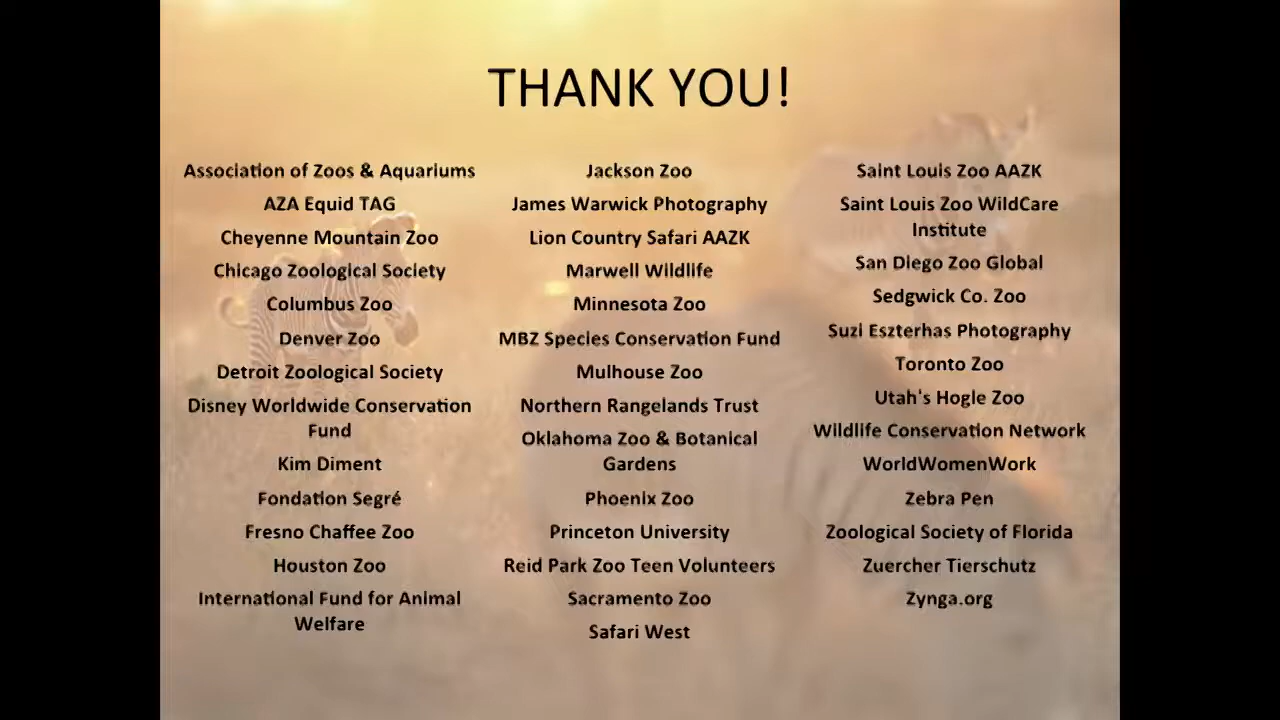 THANK YOU!
Association of Zoos & Aquariums
AZA Equid TAG
Cheyenne Mountain Zoo
Chicago Zoological Society
Columbus Zoo
Denver Zoo
Detroit Zoological Society
Disney Worldwide Conservation
Fund
Kim Diment
Fondation Segré
Fresno Chaffee Zoo
Houston Zoo
International Fund for Animal
Welfare
Jackson Zoo
James Warwick Photography
Lion Country Safari AAZK
Marwell Wildlife
Minnesota Zoo
MBZ Species Conservation Fund
Mulhouse Zoo
Northern Rangelands Trust
Oklahoma Zoo & Botanical
Gardens
Phoenix Zoo
Princeton University
Reid Park Zoo Teen Volunteers
Sacramento Zoo
Safari West
Saint Louis Zoo AAZK
Saint Louis Zoo WildCare
Institute
San Diego Zoo Global
Sedgwick Co. Zoo
Suzi Eszterhas Photography
Toronto Zoo
Utah's Hogle Zoo
Wildlife Conservation Network
WorldWomenWork
Zebra Pen
Zoological Society of Florida
Zuercher Tierschutz
Zynga.org